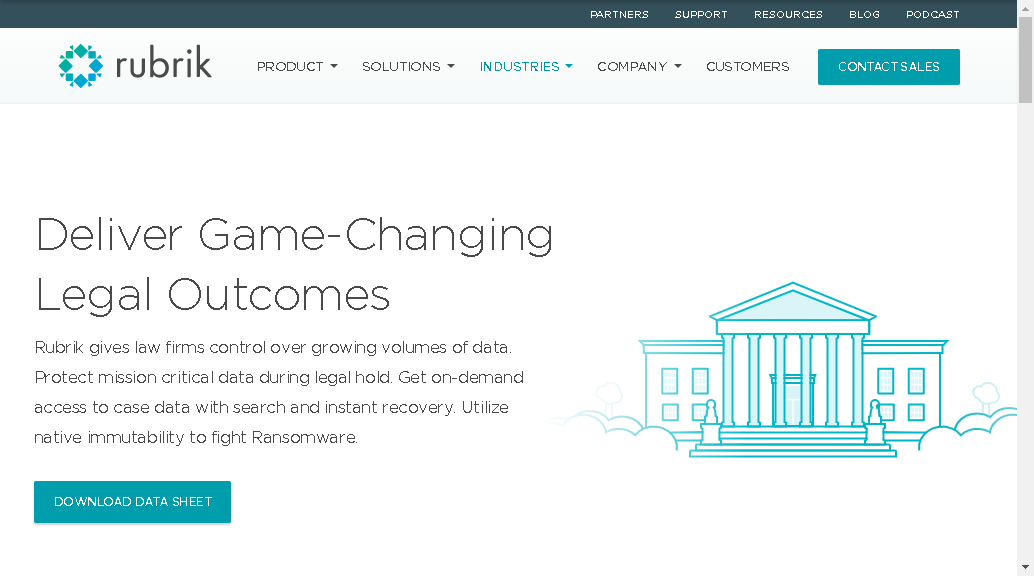 PARTNERS SUPPORT RESOURCES BLOG PODCAST
rubrik PRODUCT SOLUTIONS INDUSTRIES COMPANY CUSTOMERS CONTACT SALES
Deliver Game-Changing
Legal Outcomes
Rubrik gives law firms control over growing volumes of data.
Protect mission critical data during legal hold. Get on-demand
access to case data with search and instant recovery. Utilize
native immutability to fight Ransomware.
DOWNLOAD DATA SHEET